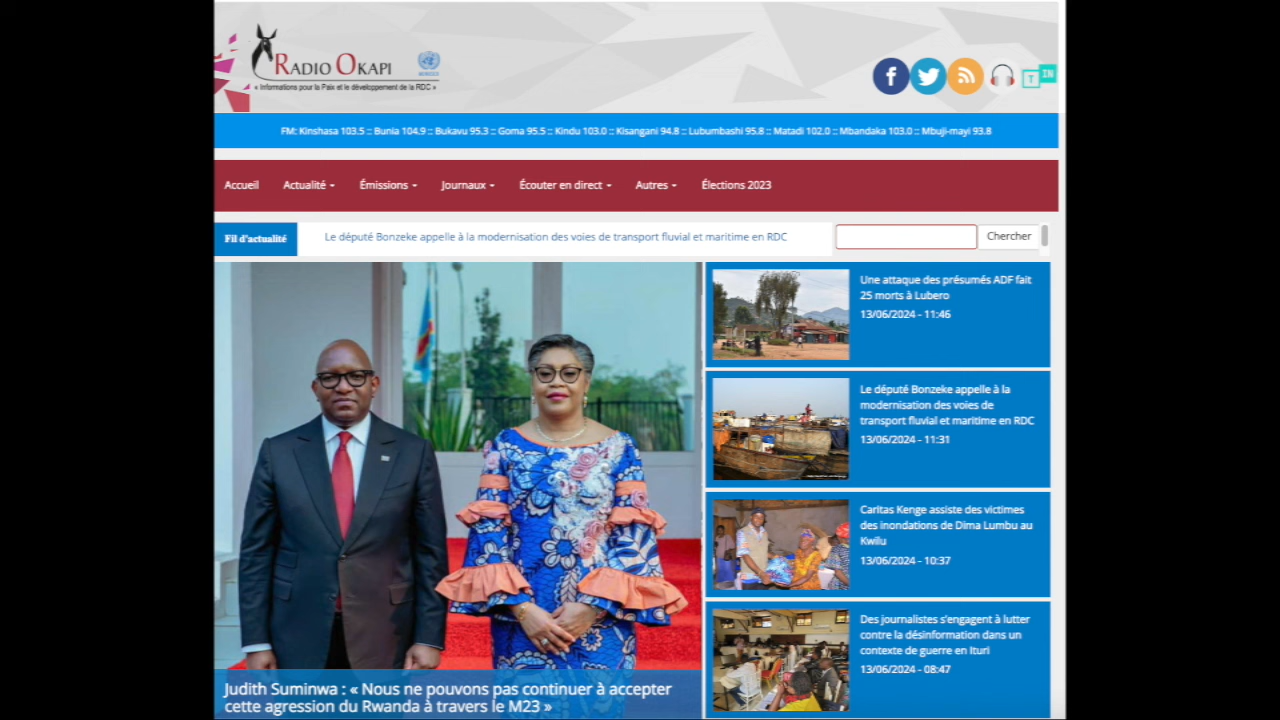 RADIO OKAPI
« Informations pour la Paix et le développement de la RDC »
T IN
FM: Kinshasa 103.5 :: Bunia 104.9 :: Bukavu 95.3 :: Goma 95.5 :: Kindu 103.0 :: Kisangani 94.8 :: Lubumbashi 95.8 :: Matadi 102.0 :: Mbandaka 103.0 :: Mbuji-mayi 93.8
Accueil Actualité Émissions Journaux Écouter en direct Autres Élections 2023
Fil d'actualité Le député Bonzeke appelle à la modernisation des voies de transport fluvial et maritime en RDC Chercher
Judith Suminwa : « Nous ne pouvons pas continuer à accepter
cette agression du Rwanda à travers le M23 »
Une attaque des présumés ADF fait
25 morts à Lubero
13/06/2024 - 11:46
Le député Bonzeke appelle à la
modernisation des voies de
transport fluvial et maritime en RDC
13/06/2024 - 11:31
Caritas Kenge assiste des victimes
des inondations de Dima Lumbu au
Kwilu
13/06/2024 - 10:37
Des journalistes s'engagent à lutter
contre la désinformation dans un
contexte de guerre en Ituri
13/06/2024 - 08:47